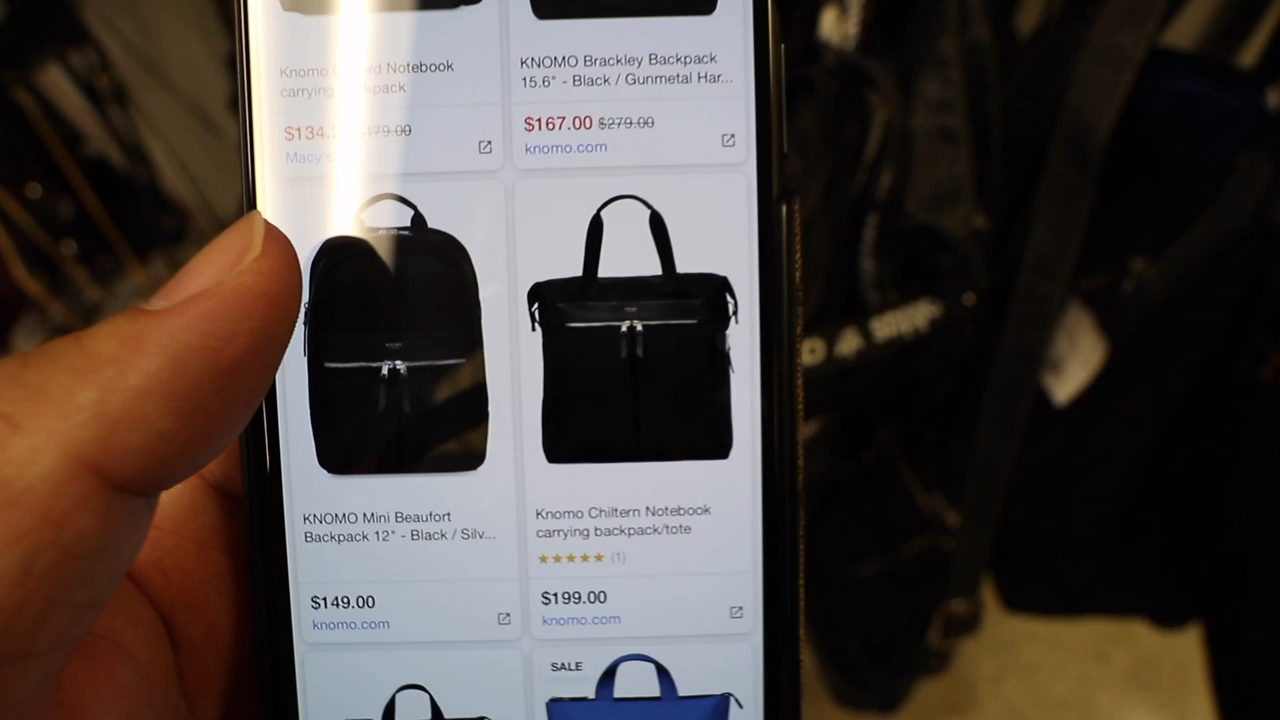 Knomo Notebook
carrying
$134. $179.00
Macy's
KNOMO Brackley Backpack
15.6" - Black / Gunmetal Har...
$167.00 $279.00
knomo.com
KNOMO Mini Beaufort
Backpack 12" - Black / Silv...
$149.00
knomo.com
Knomo Chiltern Notebook
carrying backpack/tote
(1)
$199.00
knomo.com
SALE